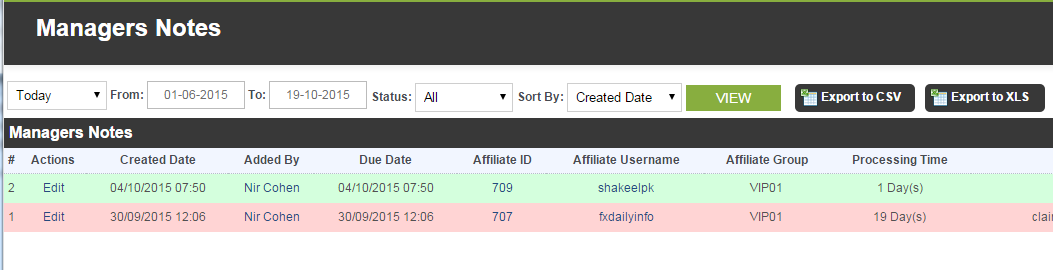 Managers Notes
Today From: 01-06-2015 To: 19-10-2015 Status: All Sort By: Created Date VIEW Export to CSV Export to XLS
Managers Notes
# Actions Created Date Added By Due Date Affiliate ID Affiliate Username Affiliate Group Processing Time
2 Edit 04/10/2015 07:50 Nir Cohen 04/10/2015 07:50 709 shakeelpk VIP01 1 Day(s)
1 Edit 30/09/2015 12:06 Nir Cohen 30/09/2015 12:06 707 fxdailyinfo VIP01 19 Day(s)